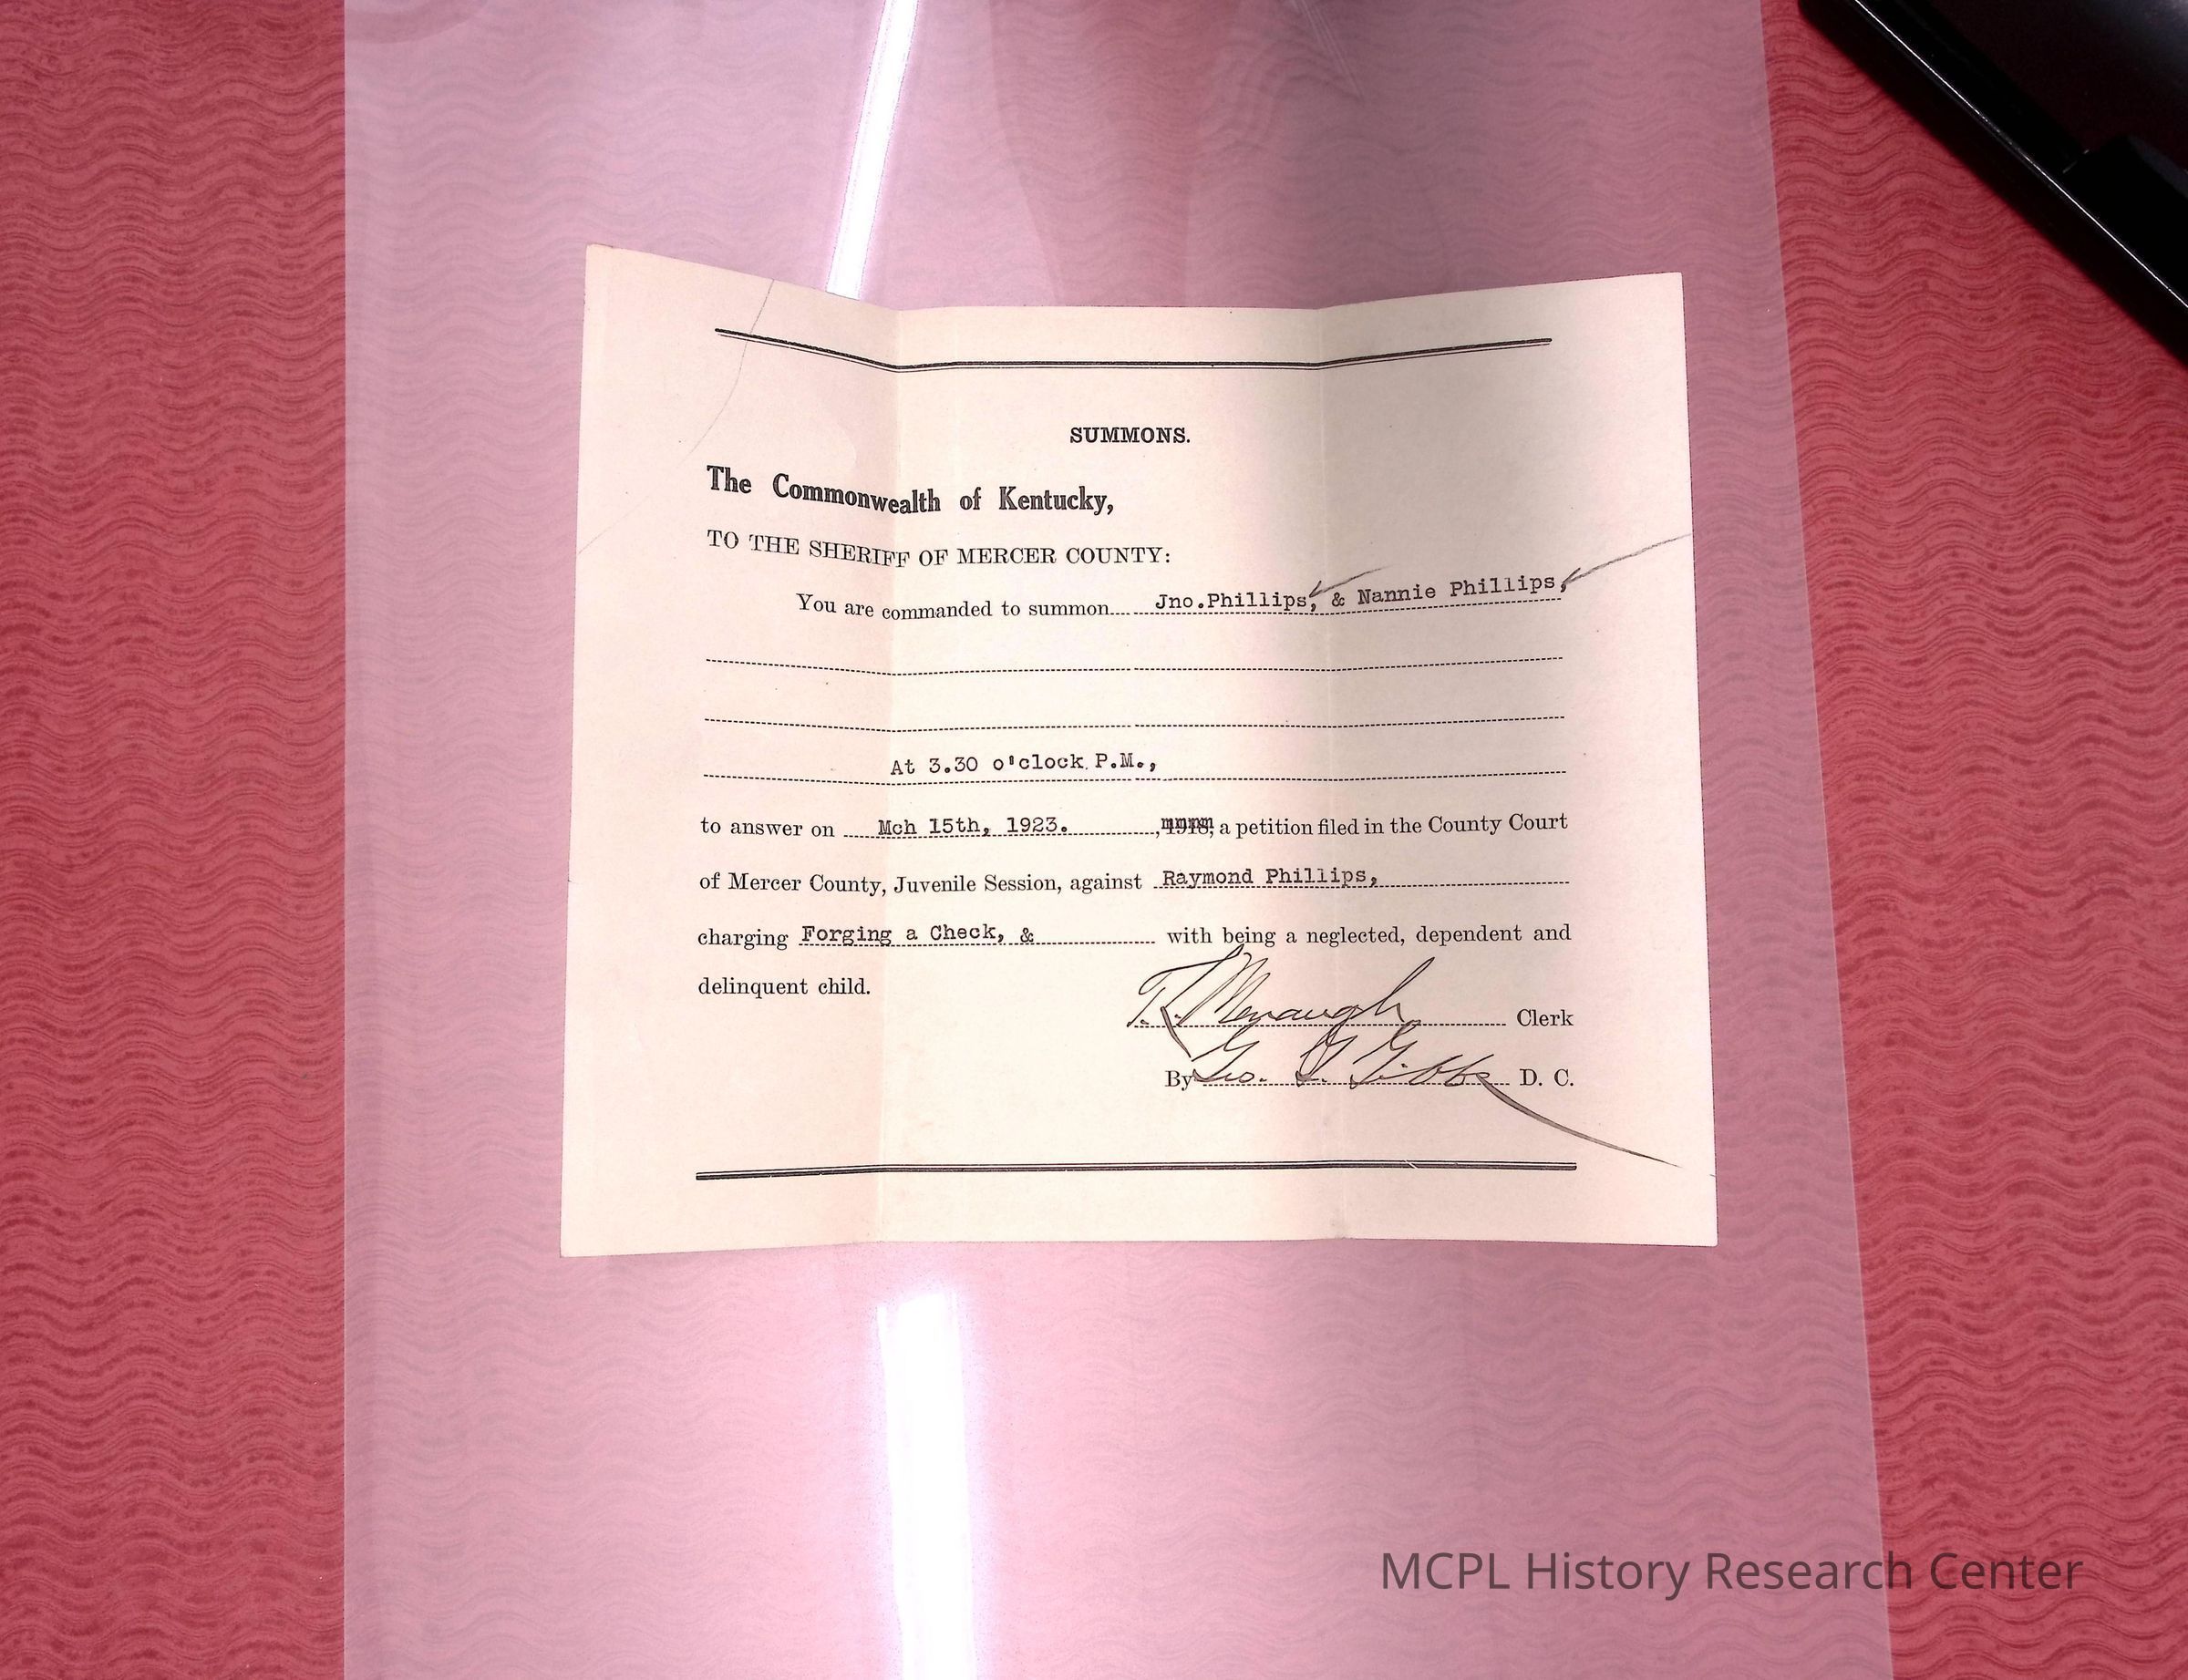 SUMMONS.
The Commonwealth of Kentucky,
TO THE SHERIFF OF MERCER COUNTY:
You are commanded to summon Jno.Phillips, & Nannie Phillips,
At 3.30 o'clock P.M.,
to answer on Mch 15th, 1923. , a petition filed in the County Court
of Mercer County, Juvenile Session, against Raymond Phillips,
charging Forging a Check, & with being a neglected, dependent and
delinquent child.
T. Menaugh Clerk
By Geo. Gibbs D. C.
MCPL History Research Center